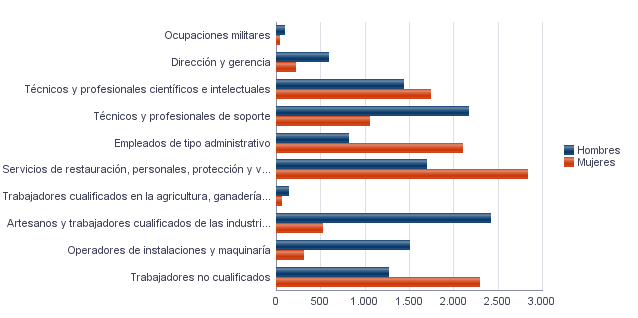 Ocupaciones militares
Dirección y gerencia
Técnicos y profesionales científicos e intelectuales
Técnicos y profesionales de soporte
Empleados de tipo administrativo
Servicios de restauración, personales, protección y v...
Trabajadores cualificados en la agricultura, ganadería...
Artesanos y trabajadores cualificados de las industri...
Operadores de instalaciones y maquinaría
Trabajadores no cualificados
0 500 1.000 1.500 2.000 2.500 3.000
Hombres
Mujeres